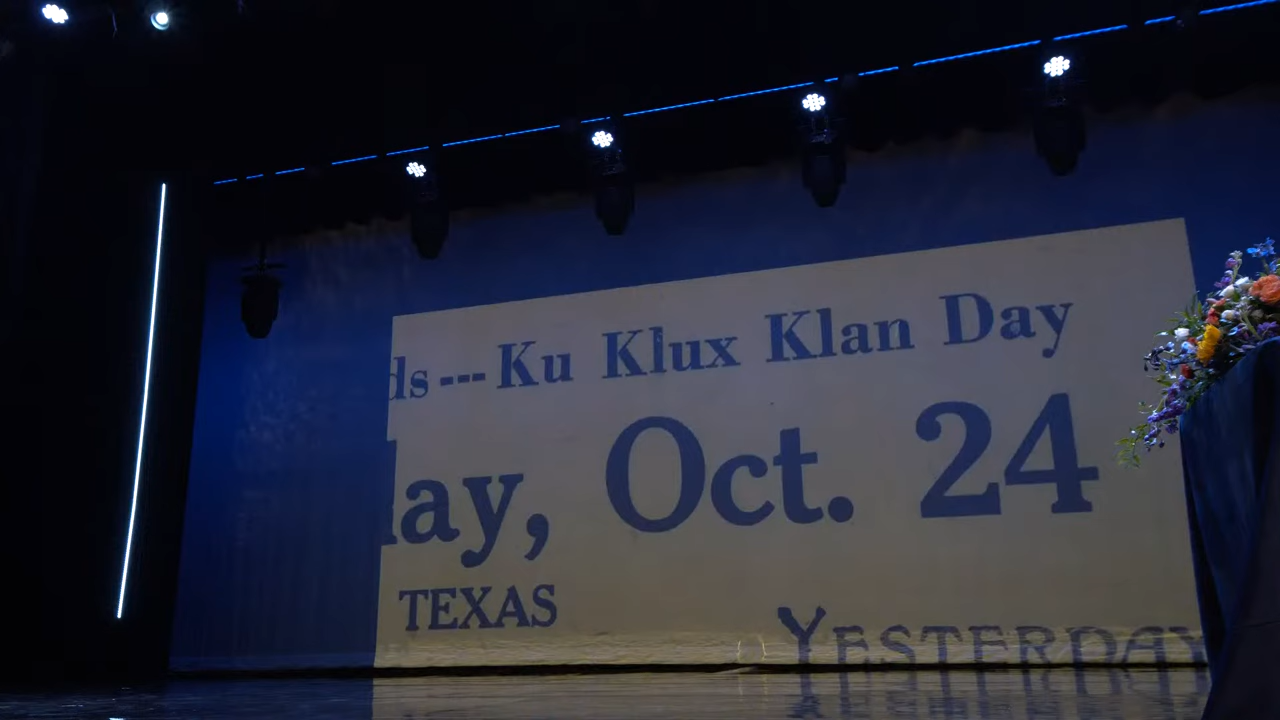 ds---Ku Klux Klan Day
ay, Oct. 24
TEXAS
YESTERDAY